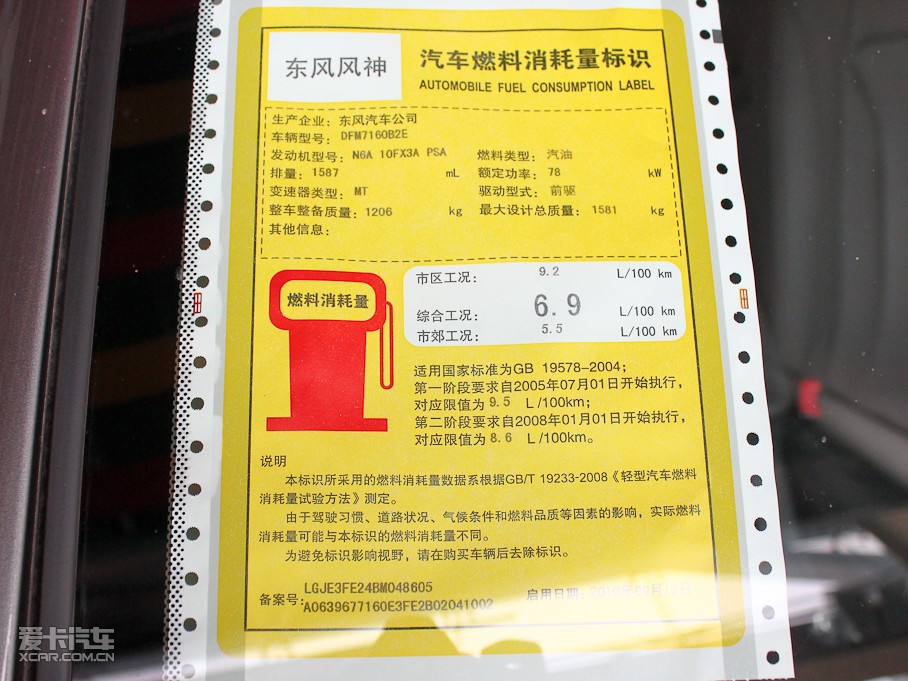 东风风神
汽车燃料消耗量标识
AUTOMOBILE FUEL CONSUMPTION LABEL
生产企业：东风汽车公司
车辆型号：DFM7160B2E
发动机型号：N6A 10FX3A PSA 燃料类型：汽油
排量：1587 mL 额定功率：78 kW
变速器类型：MT 驱动型式：前驱
整车整备质量：1206 kg 最大设计总质量：1581 kg
其他信息：
燃料消耗量
市区工况： 9.2 L/100 km
综合工况： 6.9 L/100 km
市郊工况： 5.5 L/100 km
适用国家标准为GB 19578-2004；
第一阶段要求自2005年07月01日开始执行，
对应限值为 9.5 L/100km；
第二阶段要求自2008年01月01日开始执行，
对应限值为 8.6 L/100km。
说明
本标识所采用的燃料消耗量数据系根据GB/T 19233-2008《轻型汽车燃料
消耗量试验方法》测定。
由于驾驶习惯、道路状况、气候条件和燃料品质等因素的影响，实际燃料
消耗量可能与本标识的燃料消耗量不同。
为避免标识影响视野，请在购买车辆后去除标识。
备案号：LGJE3FE24BM048605
A0639677160E3FE2B02041002
启用日期：
爱卡汽车
XCAR.COM.CN